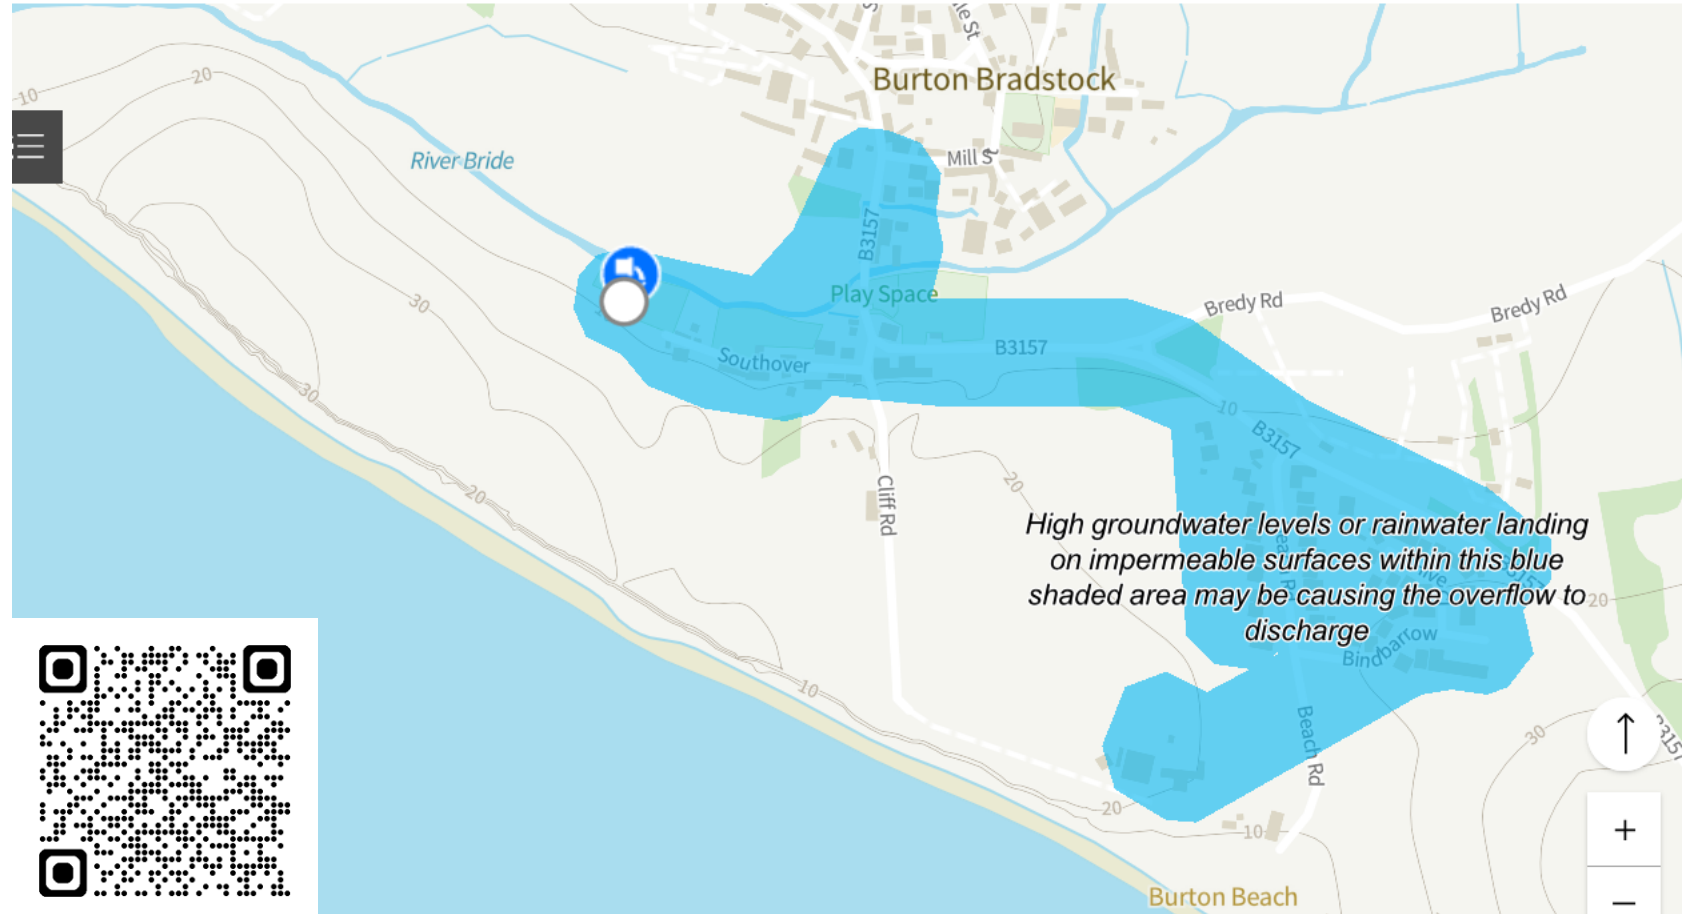 le St
Burton Bradstock
20
10
River Bride
Mill S
B3157
Play Space
Bredy Rd
Bredy Rd
30
B3157
Southover
30
10
B3157
20
Cliff Rd
20
High groundwater levels or rainwater landing
on impermeable surfaces within this blue
shaded area may be causing the overflow to
discharge
20
Bindbarrow
10
Beach Rd
30
B3157
20
10
Burton Beach
+
−